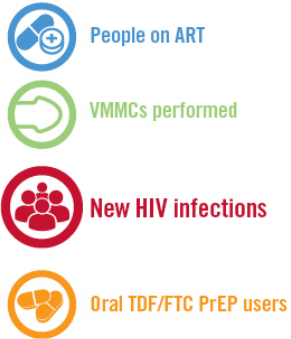 People on ART
VMMCs performed
New HIV infections
Oral TDF/FTC PrEP users